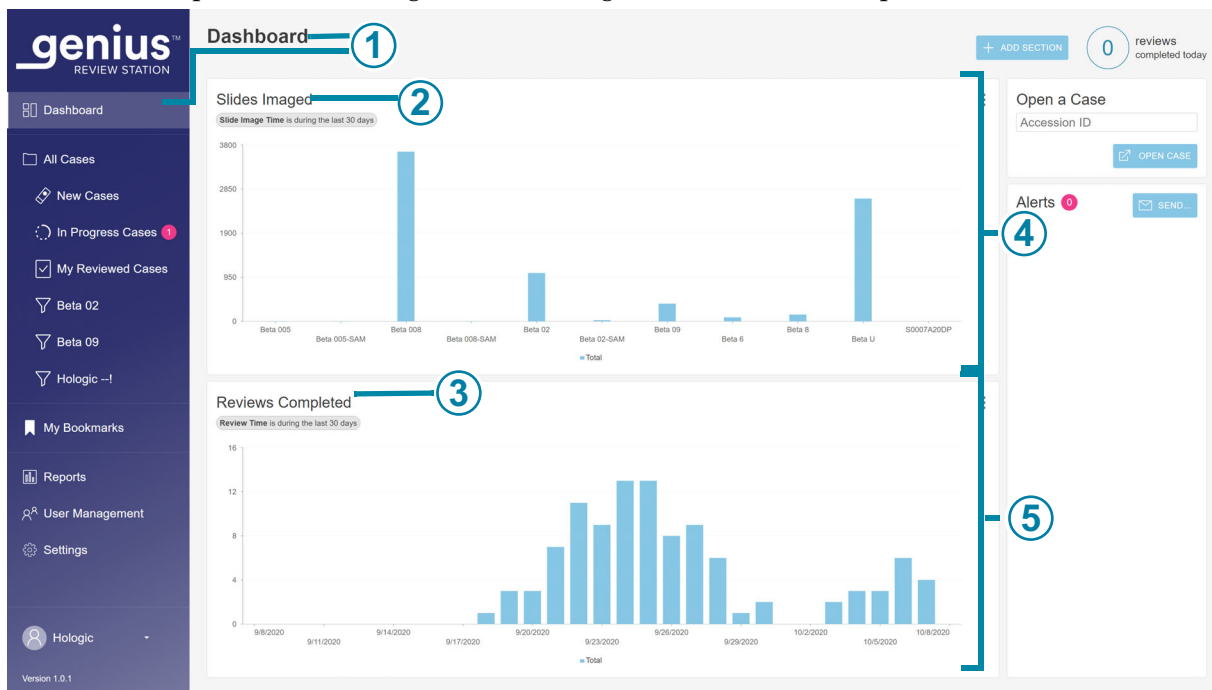 genius™
REVIEW STATION
Dashboard
All Cases
New Cases
In Progress Cases 1
My Reviewed Cases
Beta 02
Beta 09
Hologic --!
My Bookmarks
Reports
User Management
Settings
Hologic
Version 1.0.1
Dashboard
1
+ ADD SECTION
0
reviews
completed today
Slides Imaged
2
Slide Image Time is during the last 30 days
3800
2850
1900
950
0
Beta 005
Beta 005-SAM
Beta 008
Beta 008-SAM
Beta 02
Beta 02-SAM
Beta 09
Beta 6
Beta 8
Beta U
S0007A20DP
Total
4
Reviews Completed
3
Review Time is during the last 30 days
16
12
8
4
0
9/8/2020
9/11/2020
9/14/2020
9/17/2020
9/20/2020
9/23/2020
9/26/2020
9/29/2020
10/2/2020
10/5/2020
10/8/2020
Total
5
Open a Case
Accession ID
OPEN CASE
Alerts 0
SEND...